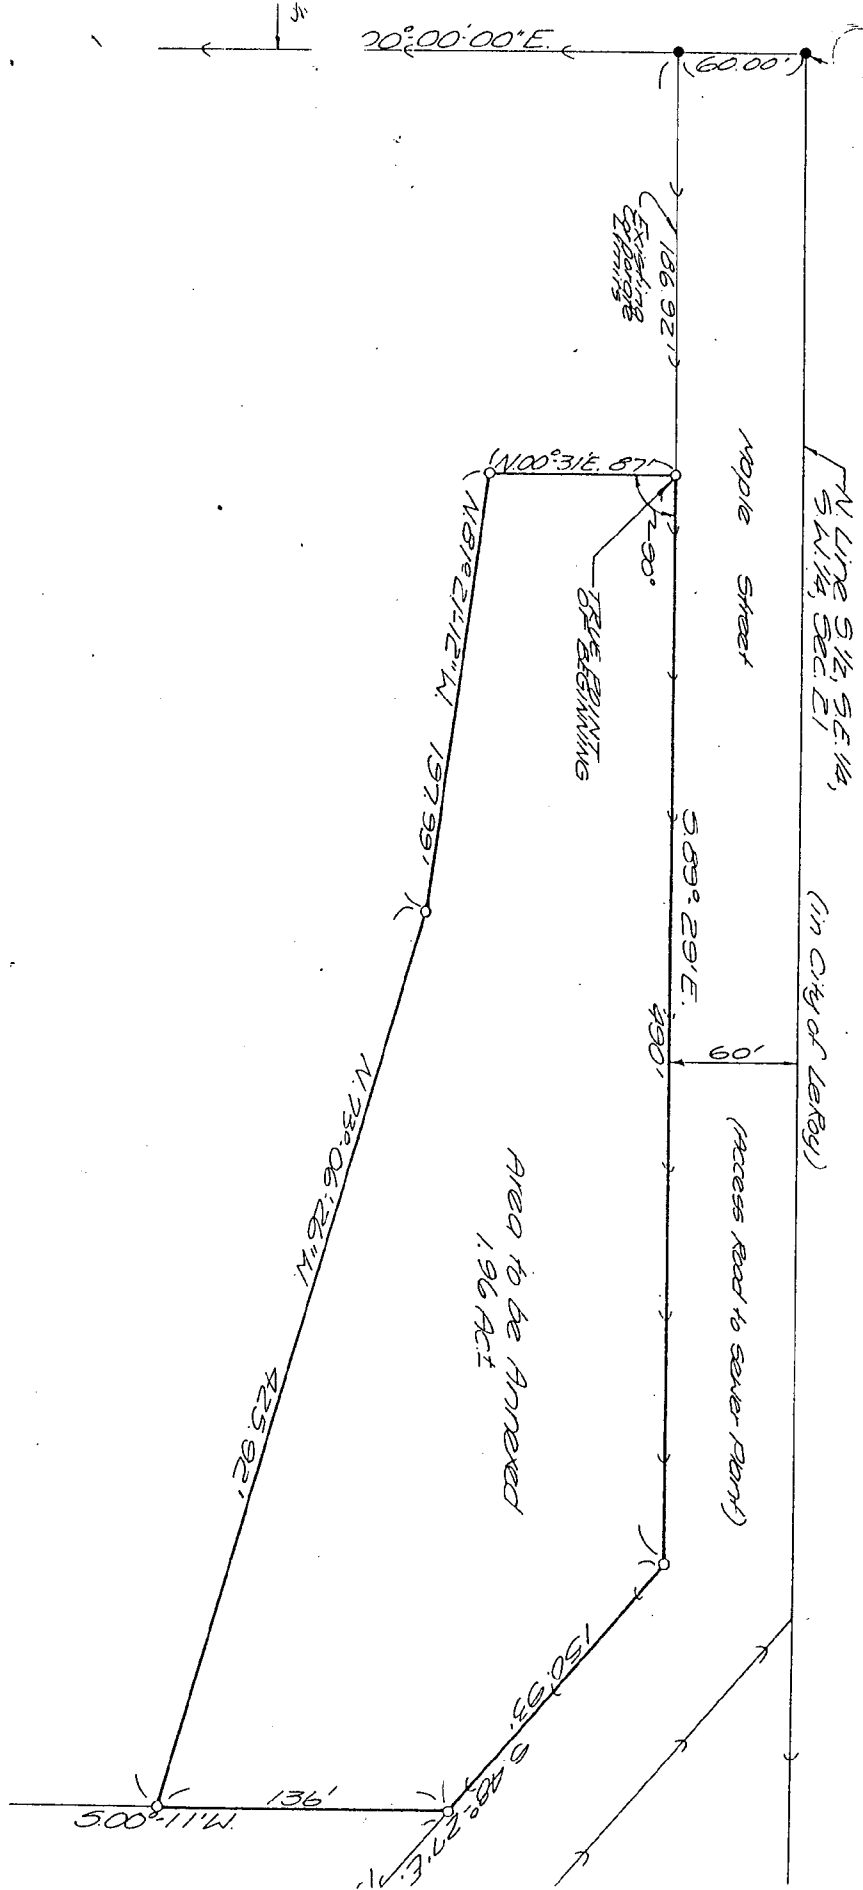 N. Line S.1/2, S.E.1/4,
S.W.1/4, Sec. 21
(in City of LeRoy)
(60.00')
00°-00'-00"E.
186.92'
Existing
Corporate
Limits
Maple Street
(Access Road to Sewer Plant)
60'
S.89°-29'E. 490'
N.00°-31'E. 87'
90°
TRUE POINT
OF BEGINNING
N.81°-21'-12"W. 197.99'
Area to be Annexed
1.96 Ac.±
N.73°-06'-26"W. 425.92'
150.93' S.48°-27'E.
136'
S.00°-11'W.